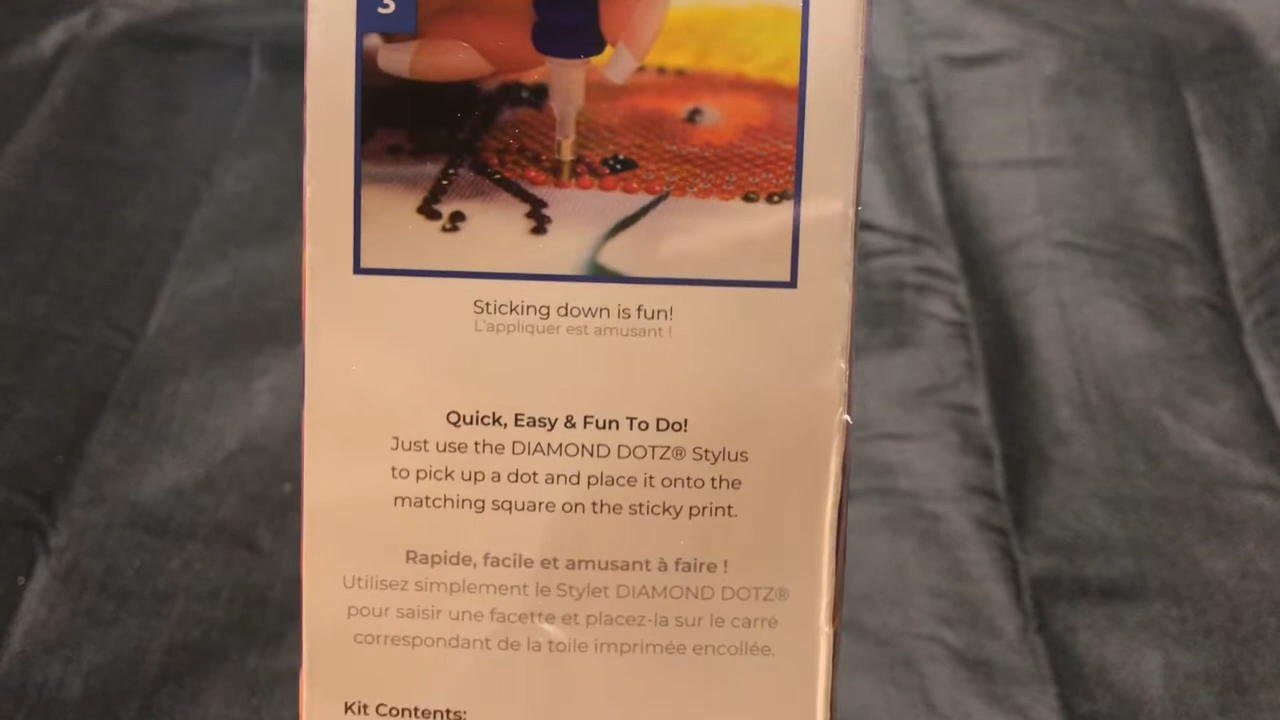 3
Sticking down is fun!
L'appliquer est amusant !
Quick, Easy & Fun To Do!
Just use the DIAMOND DOTZ® Stylus
to pick up a dot and place it onto the
matching square on the sticky print.
Rapide, facile et amusant à faire !
Utilisez simplement le Stylet DIAMOND DOTZ®
pour saisir une facette et placez-la sur le carré
correspondant de la toile imprimée encollée.
Kit Contents: